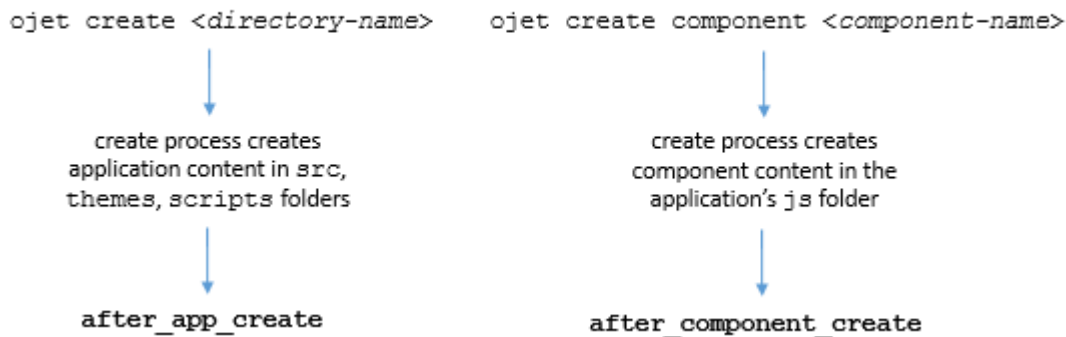 ojet create <directory-name>
create process creates
application content in src,
themes, scripts folders
after_app_create
ojet create component <component-name>
create process creates
component content in the
application's js folder
after_component_create